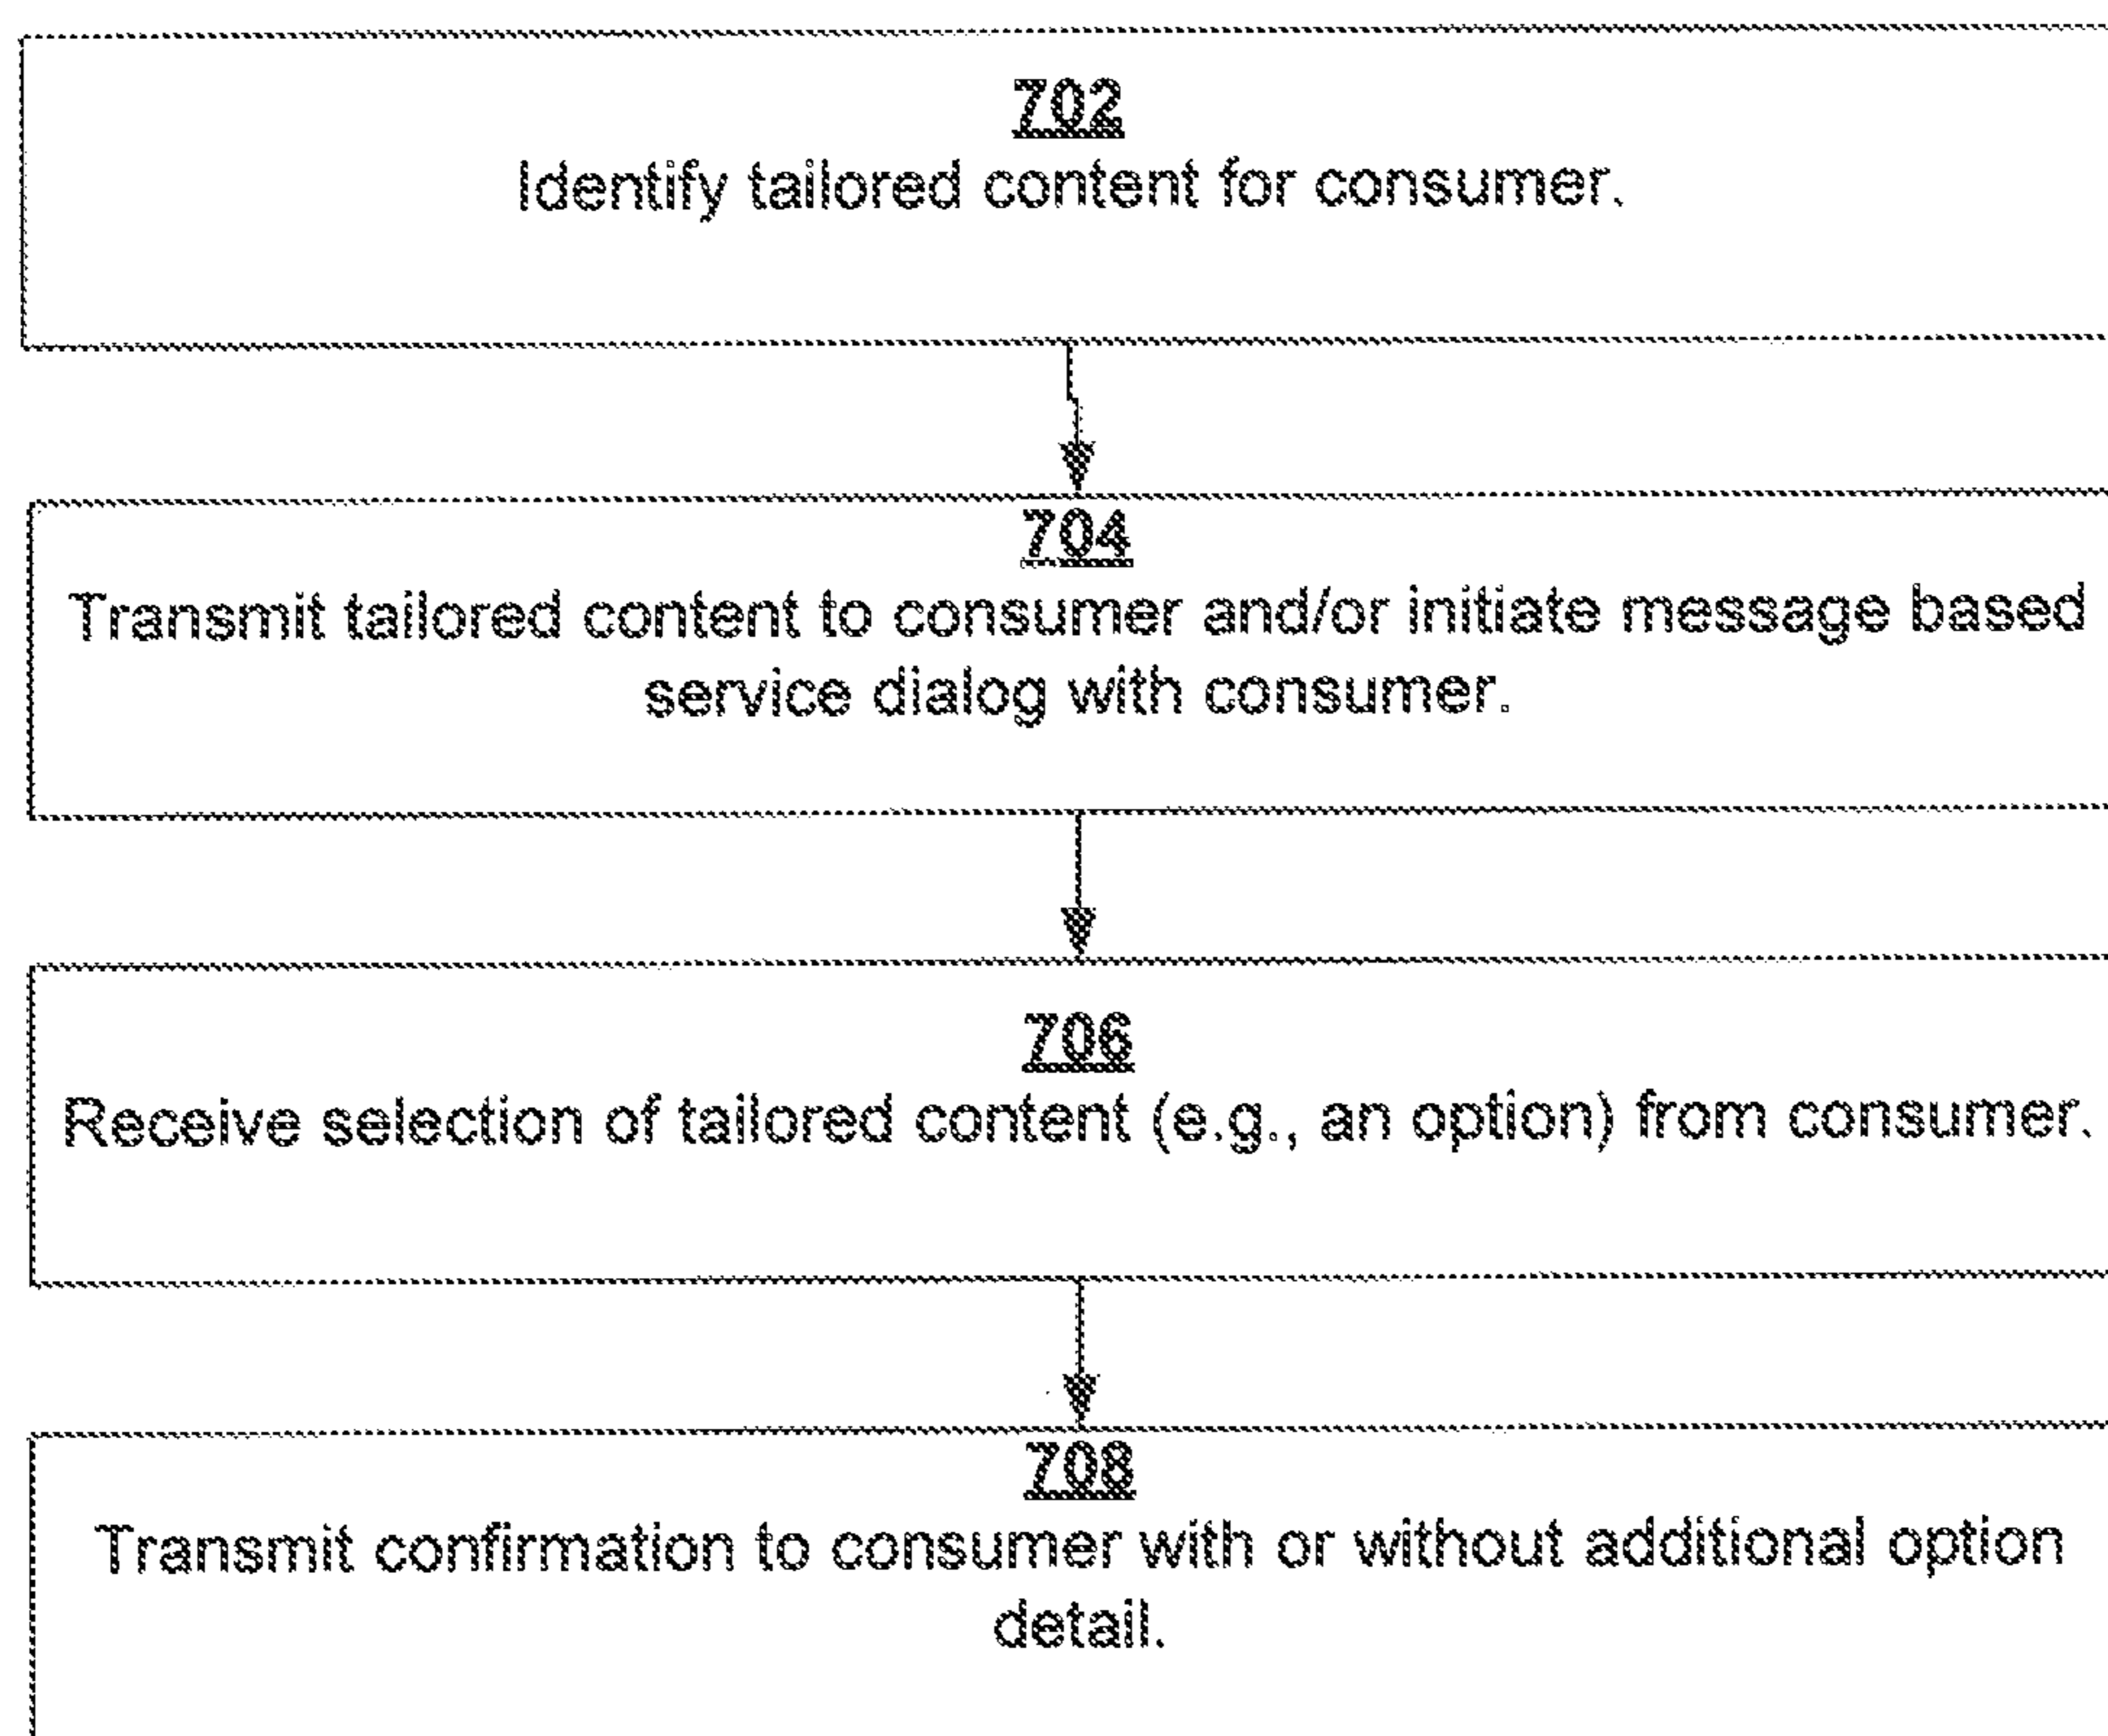 702
Identify tailored content for consumer.
704
Transmit tailored content to consumer and/or initiate message based
service dialog with consumer.
706
Receive selection of tailored content (e.g., an option) from consumer.
708
Transmit confirmation to consumer with or without additional option
detail.